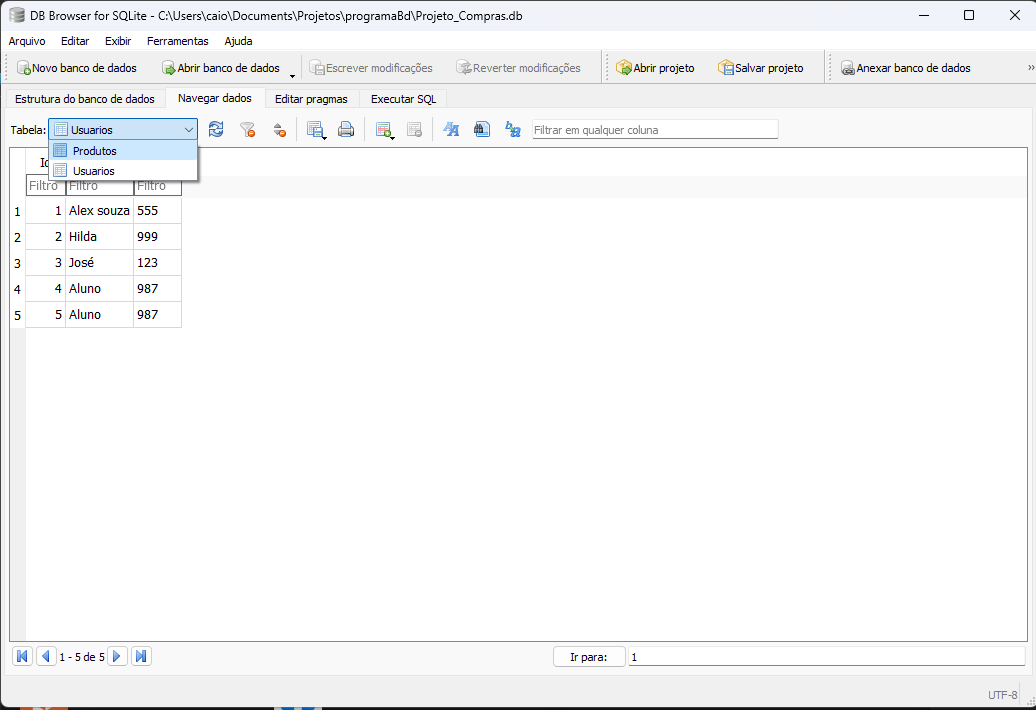 DB Browser for SQLite - C:\Users\caio\Documents\Projetos\programaBd\Projeto_Compras.db
Arquivo Editar Exibir Ferramentas Ajuda
Novo banco de dados Abrir banco de dados Escrever modificações Reverter modificações Abrir projeto Salvar projeto Anexar banco de dados »
Estrutura do banco de dados Navegar dados Editar pragmas Executar SQL
Tabela: Usuarios Filtrar em qualquer coluna
Produtos
Usuarios
Filtro Filtro Filtro
1 1 Alex souza 555
2 2 Hilda 999
3 3 José 123
4 4 Aluno 987
5 5 Aluno 987
1 - 5 de 5 Ir para: 1
UTF-8